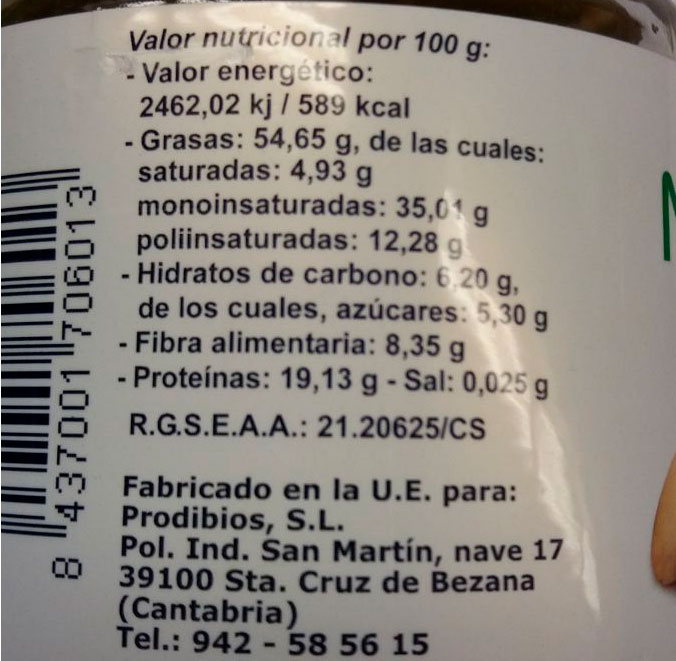 Valor nutricional por 100 g:
- Valor energético:
2462,02 kj / 589 kcal
- Grasas: 54,65 g, de las cuales:
saturadas: 4,93 g
monoinsaturadas: 35,01 g
poliinsaturadas: 12,28 g
- Hidratos de carbono: 6,20 g,
de los cuales, azúcares: 5,30 g
- Fibra alimentaria: 8,35 g
- Proteínas: 19,13 g - Sal: 0,025 g
R.G.S.E.A.A.: 21.20625/CS
Fabricado en la U.E. para:
Prodibios, S.L.
Pol. Ind. San Martín, nave 17
39100 Sta. Cruz de Bezana
(Cantabria)
Tel.: 942 - 58 56 15
8 437001 706013